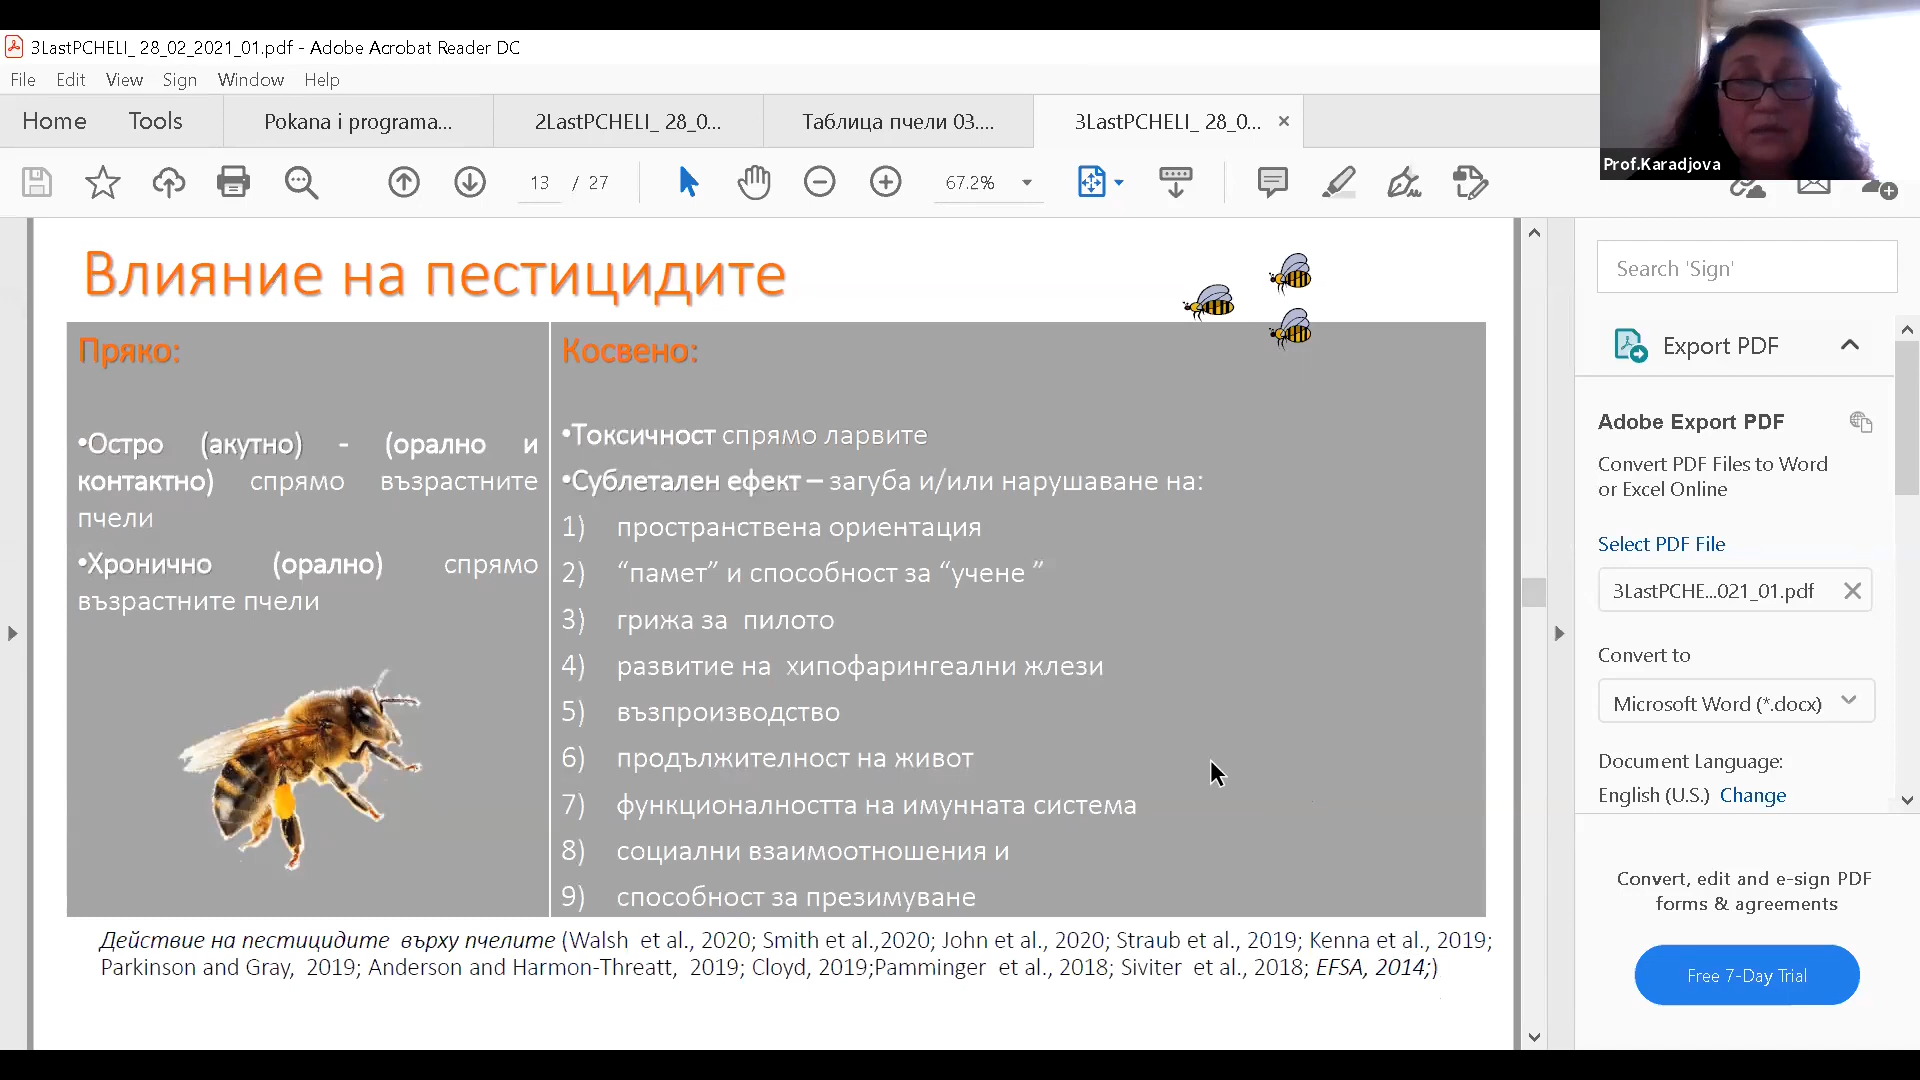 3LastPCHELI_ 28_02_2021_01.pdf - Adobe Acrobat Reader DC
File Edit View Sign Window Help
Home Tools Pokana i programa... 2LastPCHELI_ 28_0... Таблица пчели 03.... 3LastPCHELI_ 28_0...
Prof.Karadjova
13 / 27 67.2%
Влияние на пестицидите
Пряко:
•Остро (акутно) - (орално и
контактно) спрямо възрастните
пчели
•Хронично (орално) спрямо
възрастните пчели
Косвено:
•Токсичност спрямо ларвите
•Сублетален ефект – загуба и/или нарушаване на:
1) пространствена ориентация
2) “памет” и способност за “учене ”
3) грижа за пилото
4) развитие на хипофарингеални жлези
5) възпроизводство
6) продължителност на живот
7) функционалността на имунната система
8) социални взаимоотношения и
9) способност за презимуване
Действие на пестицидите върху пчелите (Walsh et al., 2020; Smith et al.,2020; John et al., 2020; Straub et al., 2019; Kenna et al., 2019;
Parkinson and Gray, 2019; Anderson and Harmon-Threatt, 2019; Cloyd, 2019;Pamminger et al., 2018; Siviter et al., 2018; EFSA, 2014;)
Search 'Sign'
Export PDF
Adobe Export PDF
Convert PDF Files to Word
or Excel Online
Select PDF File
3LastPCHE...021_01.pdf
Convert to
Microsoft Word (*.docx)
Document Language:
English (U.S.) Change
Convert, edit and e-sign PDF
forms & agreements
Free 7-Day Trial